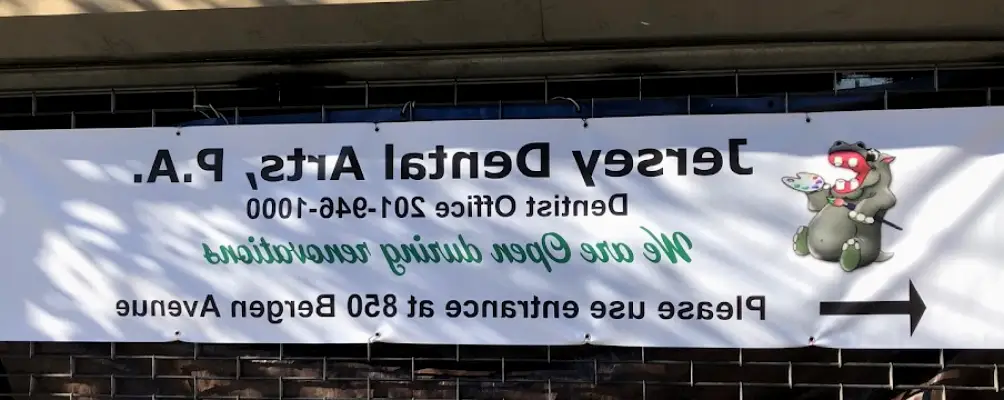 Jersey Dental Arts, P.A.
Dentist Office 201-946-1000
We are Open during renovations
Please use entrance at 850 Bergen Avenue